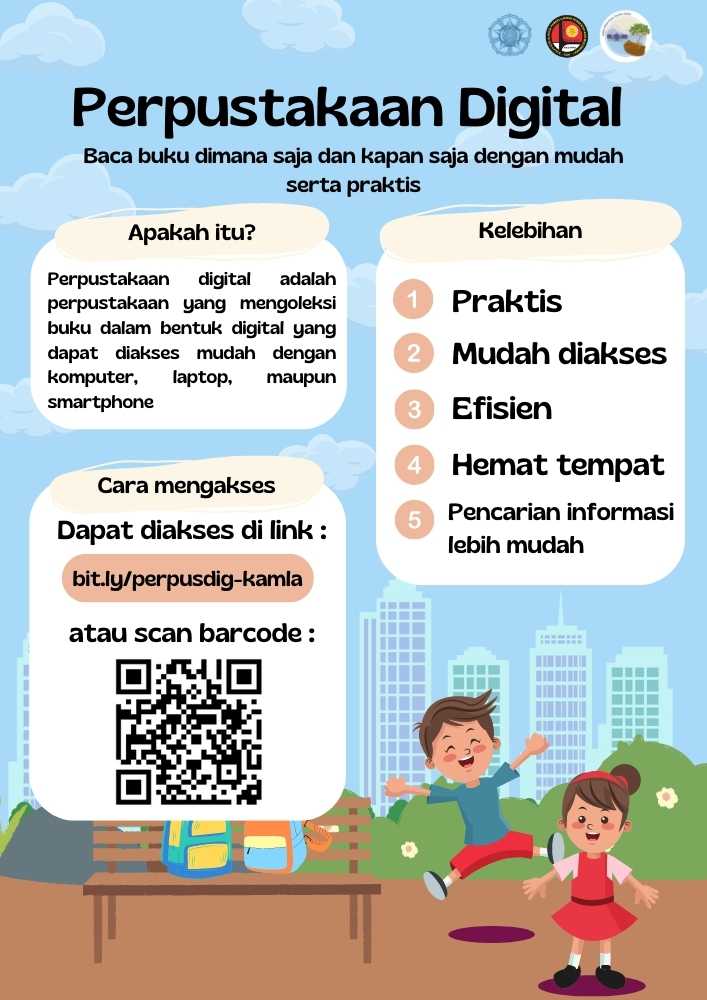 Perpustakaan Digital
Baca buku dimana saja dan kapan saja dengan mudah
serta praktis
Apakah itu?
Perpustakaan digital adalah
perpustakaan yang mengoleksi
buku dalam bentuk digital yang
dapat diakses mudah dengan
komputer, laptop, maupun
smartphone
Kelebihan
1 Praktis
2 Mudah diakses
3 Efisien
4 Hemat tempat
5 Pencarian informasi
lebih mudah
Cara mengakses
Dapat diakses di link :
bit.ly/perpusdig-kamla
atau scan barcode :